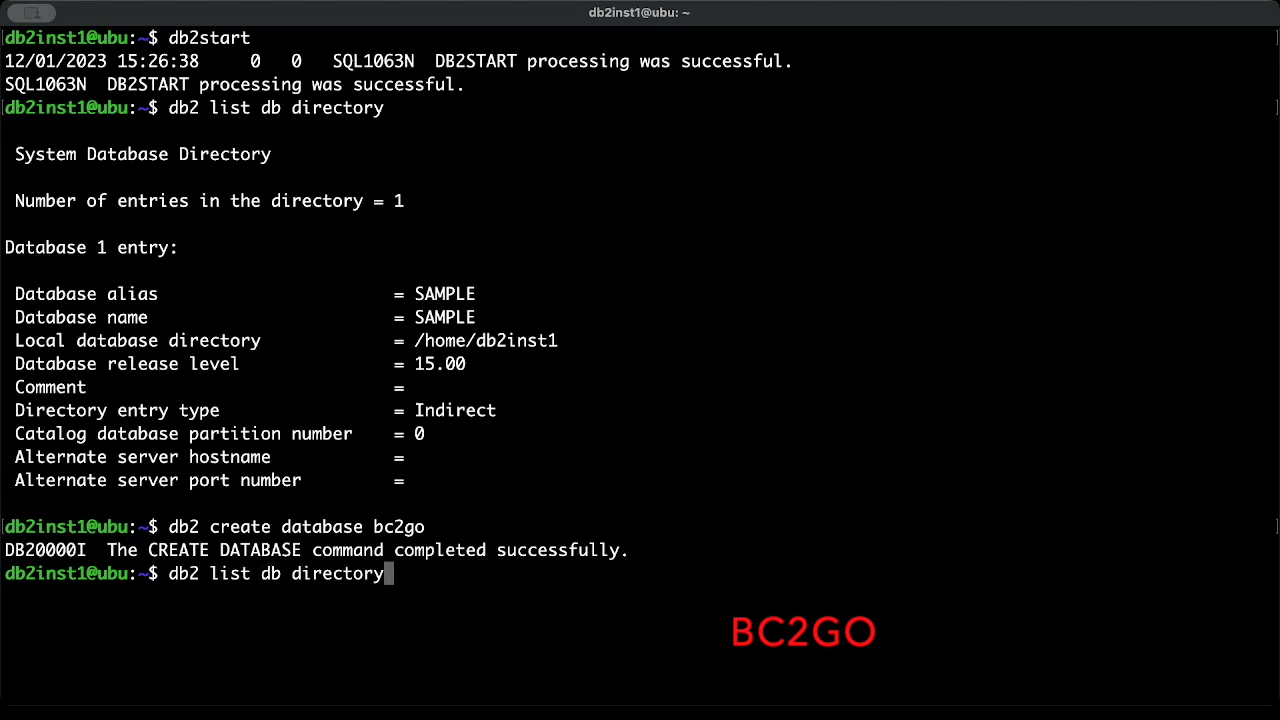 db2inst1@ubu: ~
db2inst1@ubu:~$ db2start
12/01/2023 15:26:38     0   0   SQL1063N  DB2START processing was successful.
SQL1063N  DB2START processing was successful.
db2inst1@ubu:~$ db2 list db directory
System Database Directory
Number of entries in the directory = 1
Database 1 entry:
Database alias                       = SAMPLE
Database name                        = SAMPLE
Local database directory             = /home/db2inst1
Database release level               = 15.00
Comment                              =
Directory entry type                 = Indirect
Catalog database partition number    = 0
Alternate server hostname            =
Alternate server port number         =
db2inst1@ubu:~$ db2 create database bc2go
DB20000I  The CREATE DATABASE command completed successfully.
db2inst1@ubu:~$ db2 list db directory
BC2GO